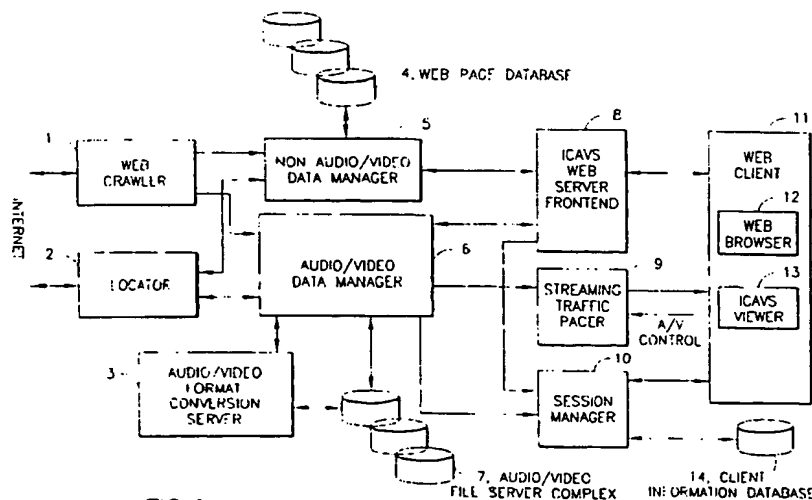 4, WEB PAGE DATABASE
1
WEB
CRAWLER
5
NON AUDIO/VIDEO
DATA MANAGER
8
ICAVS
WEB
SERVER
FRONTEND
11
WEB
CLIENT
12
WEB
BROWSER
INTERNET
2
LOCATOR
6
AUDIO/VIDEO
DATA MANAGER
9
STREAMING
TRAFFIC
PACER
13
ICAVS
VIEWER
A/V
CONTROL
3
AUDIO/VIDEO
FORMAT
CONVERSION
SERVER
10
SESSION
MANAGER
7, AUDIO/VIDEO
FILE SERVER COMPLEX
14, CLIENT
INFORMATION DATABASE